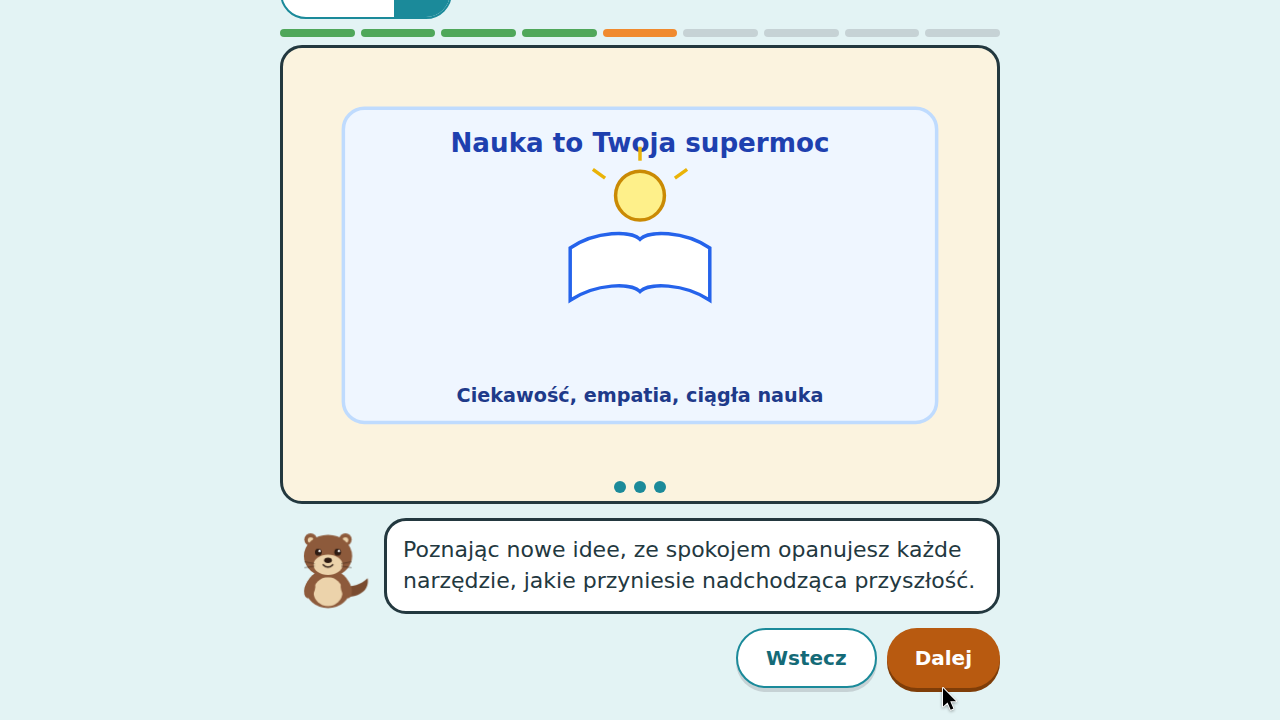 Nauka to Twoja supermoc
Ciekawość, empatia, ciągła nauka
Poznając nowe idee, ze spokojem opanujesz każde
narzędzie, jakie przyniesie nadchodząca przyszłość.
Wstecz
Dalej